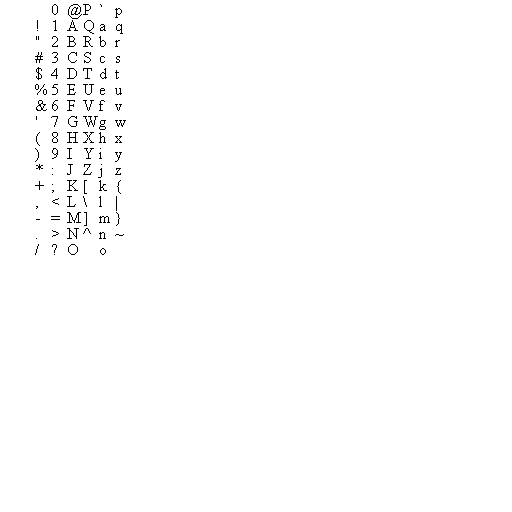 0 @ P ` p
! 1 A Q a q
" 2 B R b r
# 3 C S c s
$ 4 D T d t
% 5 E U e u
& 6 F V f v
' 7 G W g w
( 8 H X h x
) 9 I Y i y
* : J Z j z
+ ; K [ k {
, < L \ l |
- = M ] m }
. > N ^ n ~
/ ? O o